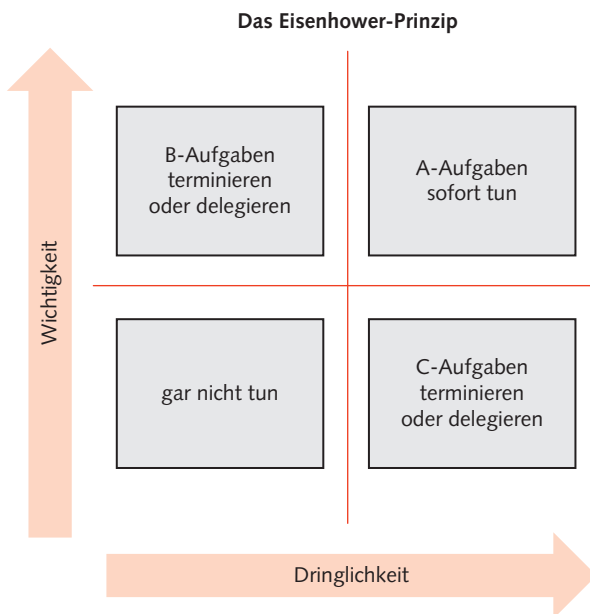 Das Eisenhower-Prinzip
Wichtigkeit
B-Aufgaben
terminieren
oder delegieren
A-Aufgaben
sofort tun
gar nicht tun
C-Aufgaben
terminieren
oder delegieren
Dringlichkeit